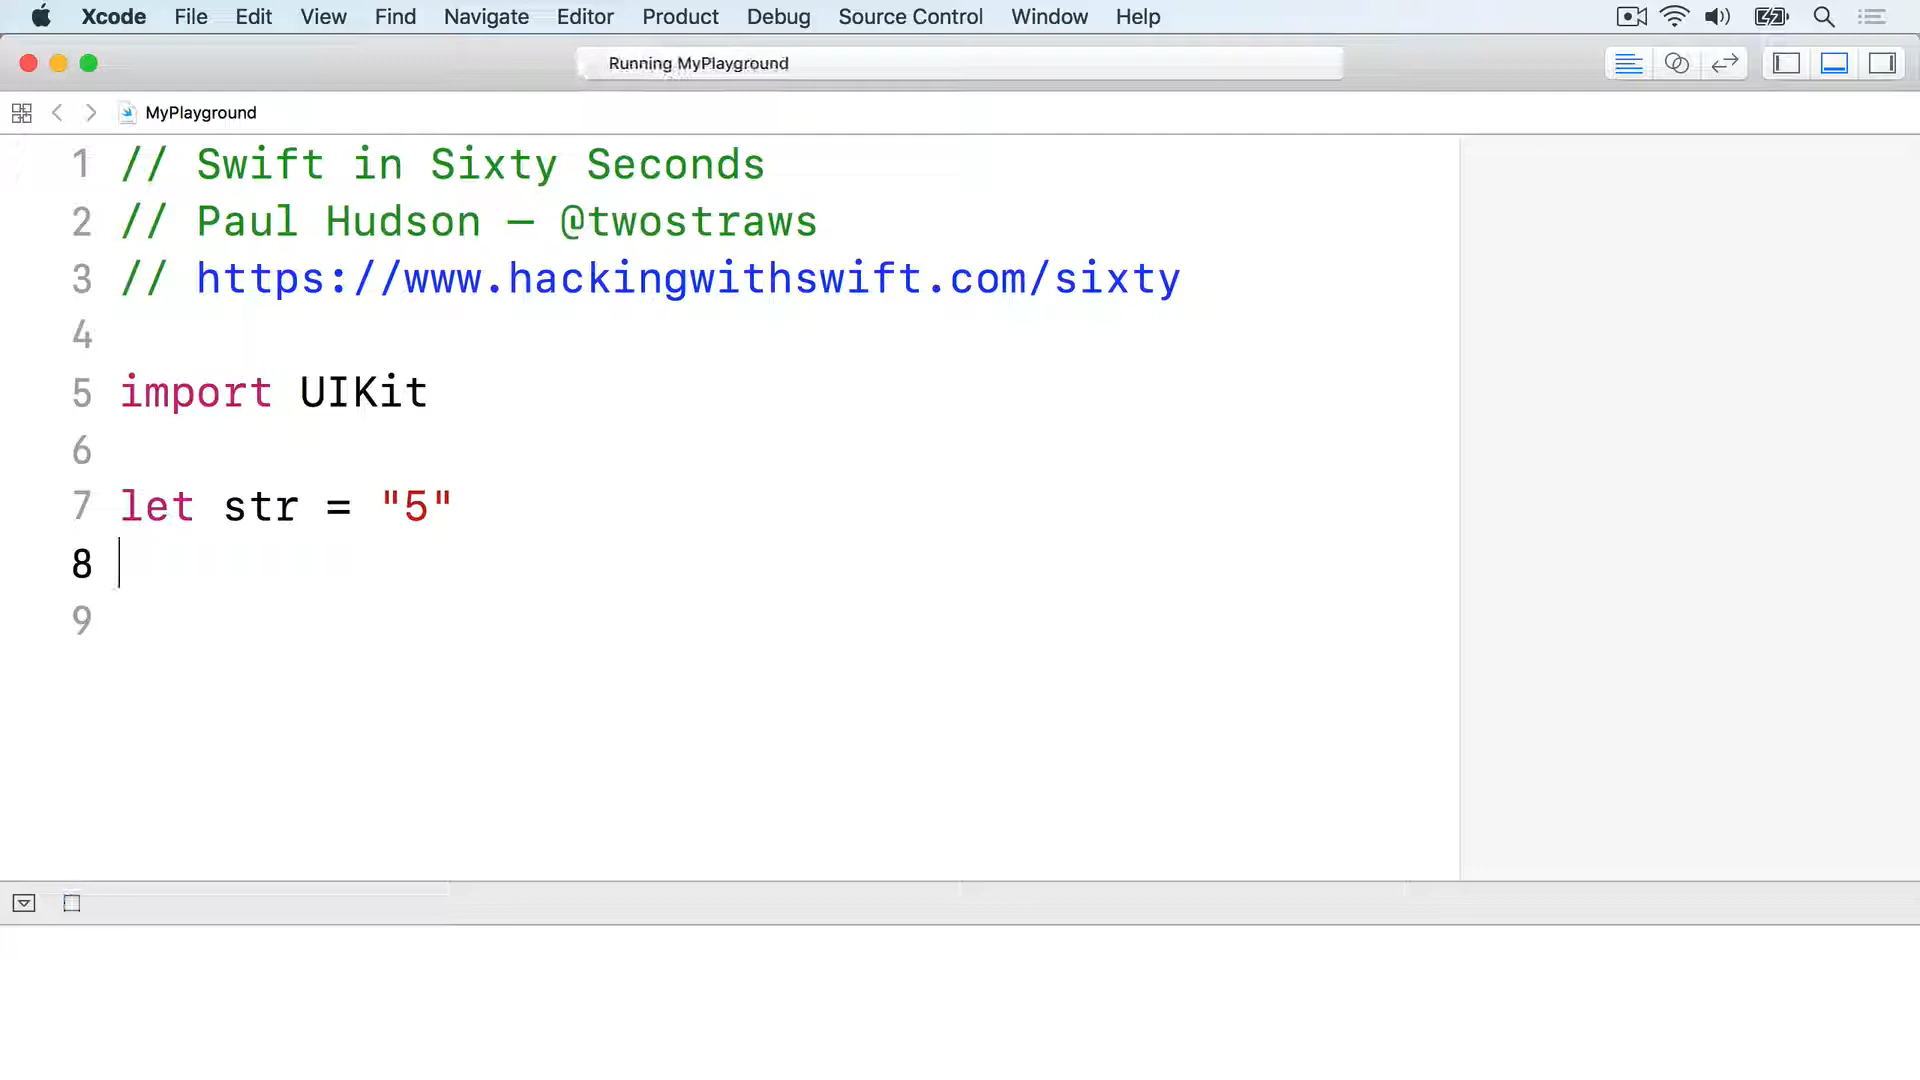 Xcode File Edit View Find Navigate Editor Product Debug Source Control Window Help
Running MyPlayground
MyPlayground
1 // Swift in Sixty Seconds
2 // Paul Hudson — @twostraws
3 // https://www.hackingwithswift.com/sixty
4
5 import UIKit
6
7 let str = "5"
8
9